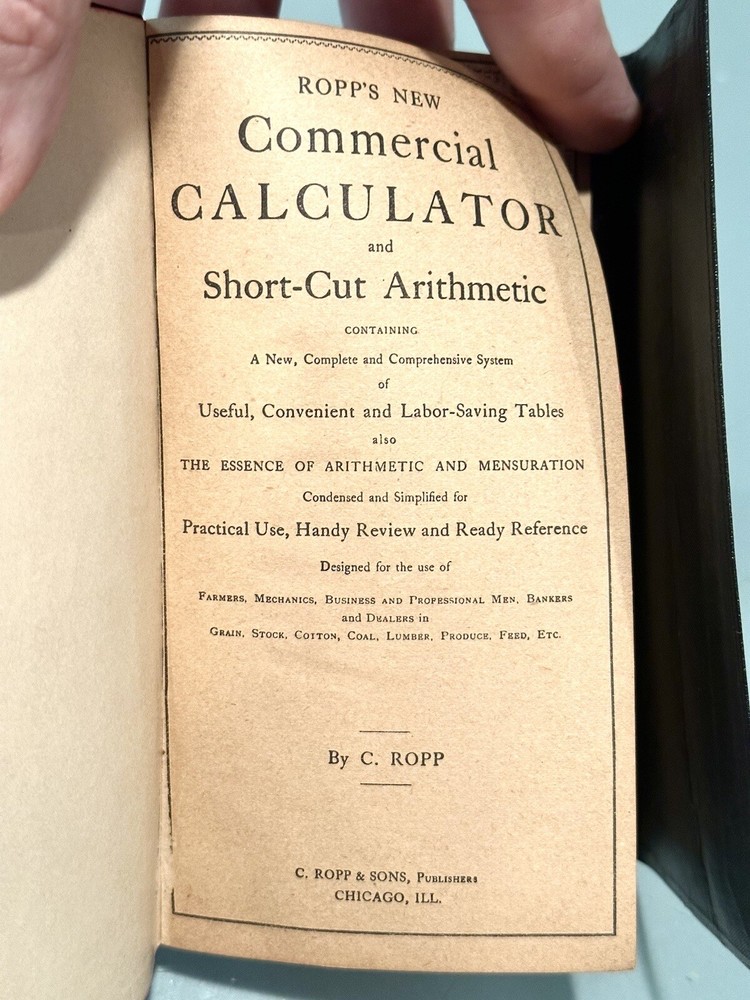 ROPP'S NEW
Commercial
CALCULATOR
and
Short-Cut Arithmetic
CONTAINING
A New, Complete and Comprehensive System
of
Useful, Convenient and Labor-Saving Tables
also
THE ESSENCE OF ARITHMETIC AND MENSURATION
Condensed and Simplified for
Practical Use, Handy Review and Ready Reference
Designed for the use of
FARMERS, MECHANICS, BUSINESS AND PROFESSIONAL MEN, BANKERS
and DEALERS in
GRAIN, STOCK, COTTON, COAL, LUMBER, PRODUCE, FEED, ETC.
By C. ROPP
C. ROPP & SONS, PUBLISHERS
CHICAGO, ILL.